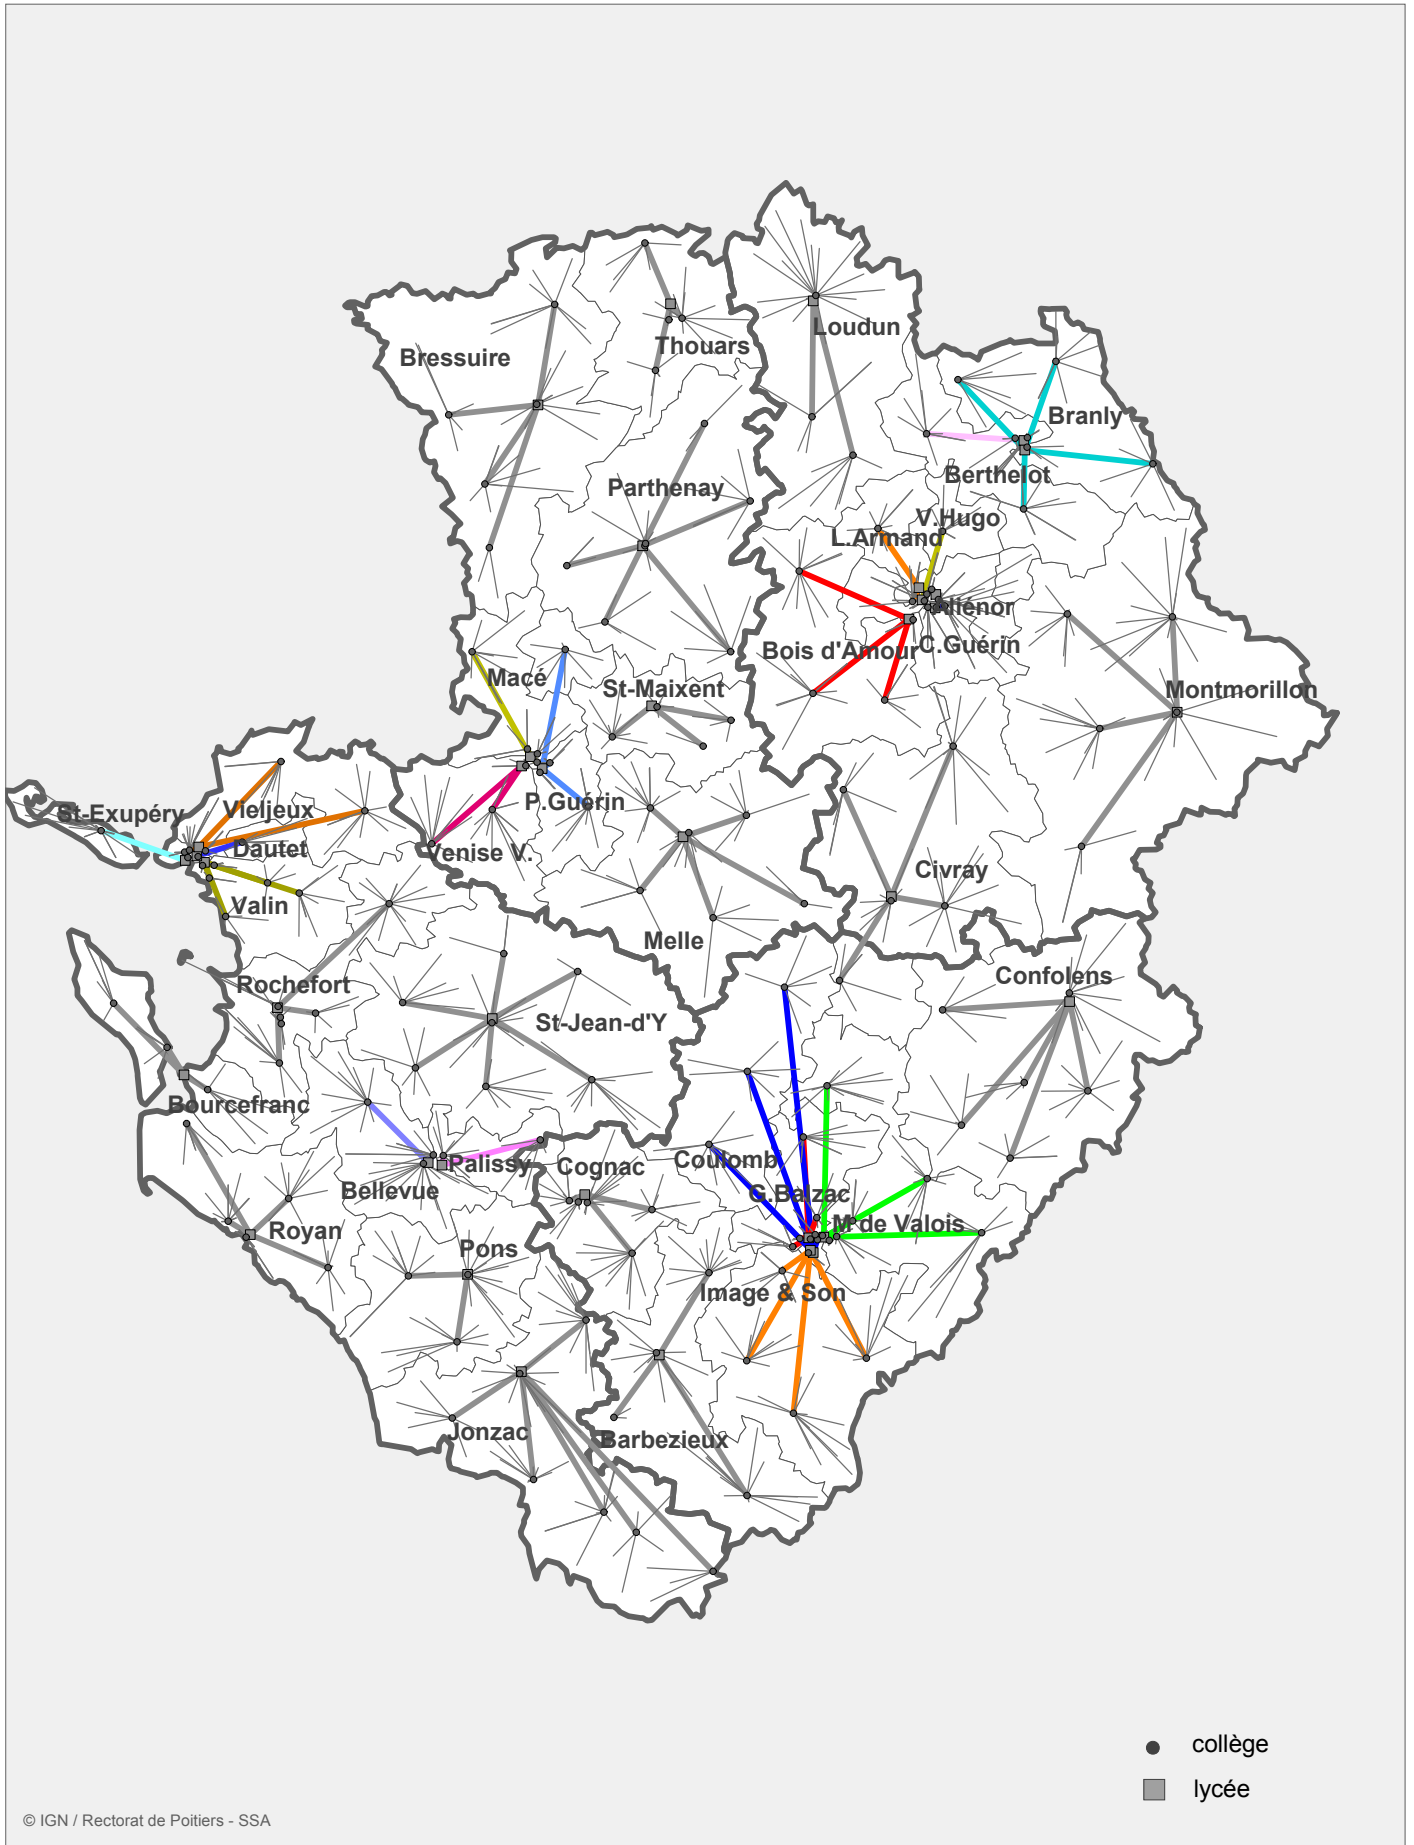 Loudun
Thouars
Bressuire
Branly
Berthelot
Parthenay
V.Hugo
L.Armand
Aliénor
C.Guérin
Bois d'Amour
Macé
St-Maixent
Montmorillon
P.Guérin
St-Exupéry
Vieljeux
Dautet
Venise V.
Civray
Valin
Melle
Confolens
Rochefort
St-Jean-d'Y
Bourcefranc
Coulomb
Palissy
Cognac
Bellevue
G.Balzac
M de Valois
Royan
Pons
Image & Son
Jonzac
Barbezieux
collège
lycée
© IGN / Rectorat de Poitiers - SSA